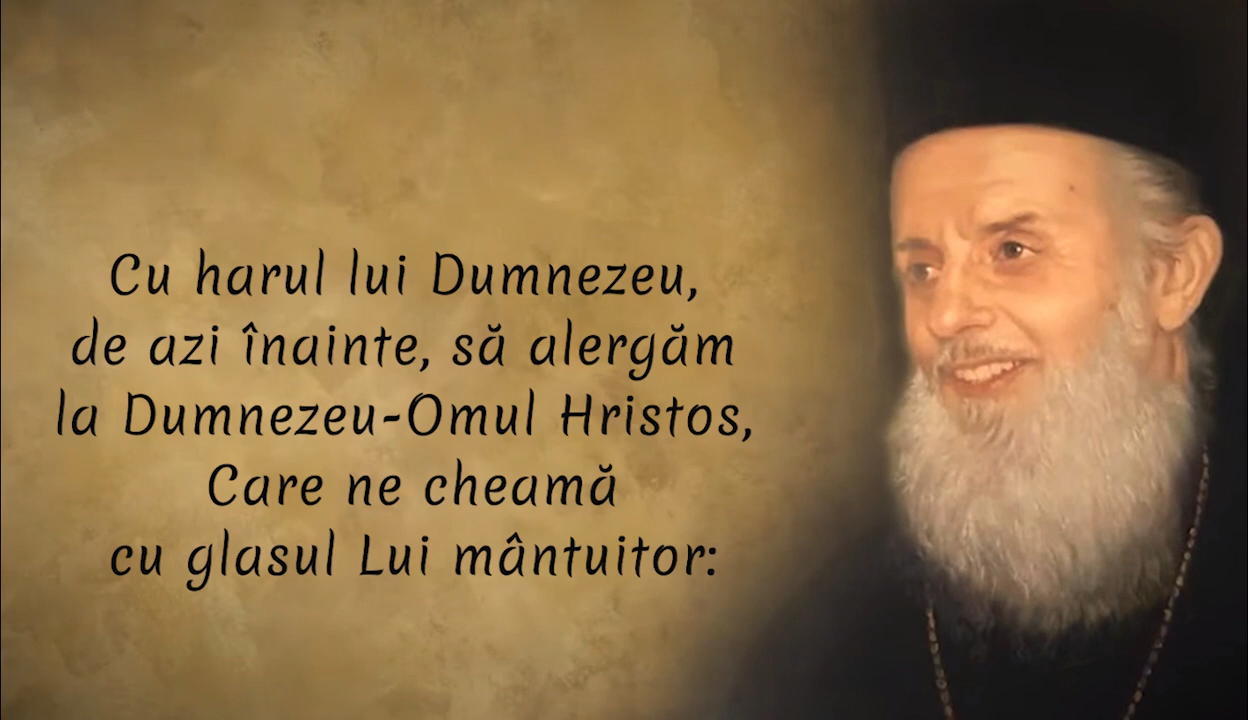 Cu harul lui Dumnezeu,
de azi înainte, să alergăm
la Dumnezeu-Omul Hristos,
Care ne cheamă
cu glasul Lui mântuitor: